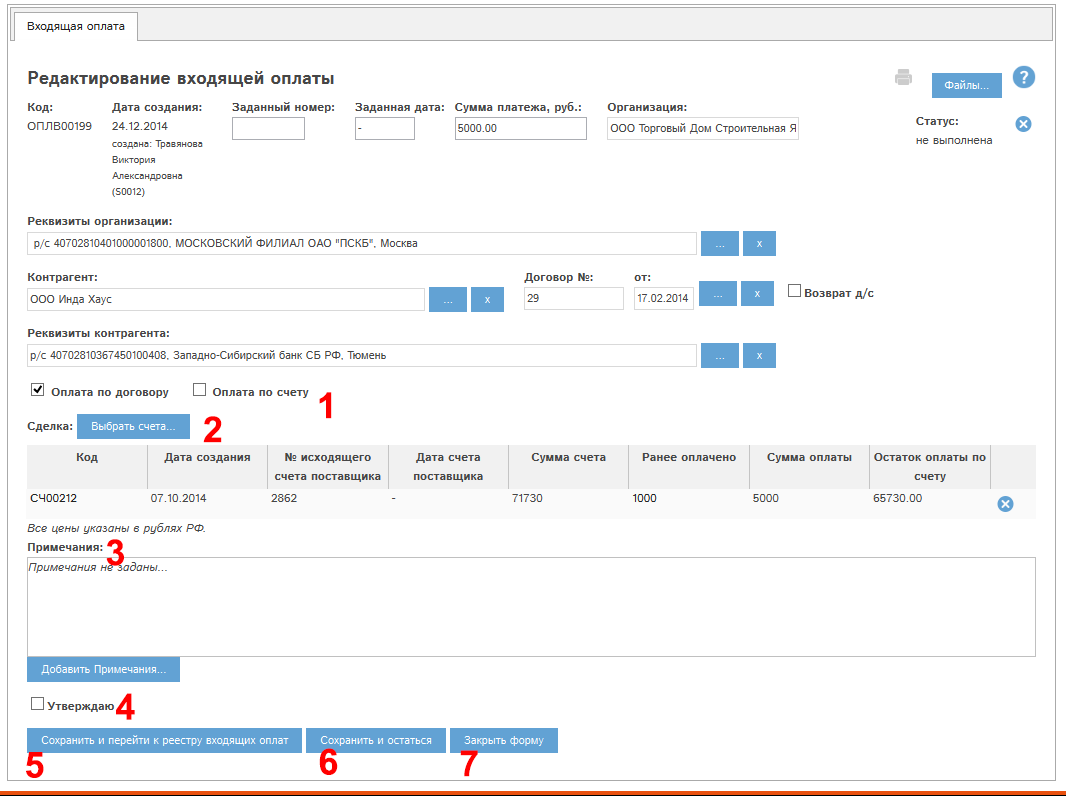 Входящая оплата
Редактирование входящей оплаты
Файлы...
?
Код: Дата создания: Заданный номер: Заданная дата: Сумма платежа, руб.: Организация:
Статус:
ОПЛВ00199 24.12.2014 - 5000.00 ООО Торговый Дом Строительная Я
не выполнена
создана: Травянова
Виктория
Александровна
(S0012)
Реквизиты организации:
р/с 40702810401000001800, МОСКОВСКИЙ ФИЛИАЛ ОАО "ПСКБ", Москва ... x
Контрагент: Договор №: от:
ООО Инда Хаус ... x 29 17.02.2014 ... x Возврат д/с
Реквизиты контрагента:
р/с 40702810367450100408, Западно-Сибирский банк СБ РФ, Тюмень ... x
Оплата по договору Оплата по счету 1
Сделка: Выбрать счета... 2
Код Дата создания № исходящего счета поставщика Дата счета поставщика Сумма счета Ранее оплачено Сумма оплаты Остаток оплаты по счету
СЧ00212 07.10.2014 2862 - 71730 1000 5000 65730.00
Все цены указаны в рублях РФ.
Примечания: 3
Примечания не заданы...
Добавить Примечания...
Утверждаю 4
Сохранить и перейти к реестру входящих оплат Сохранить и остаться Закрыть форму
5 6 7